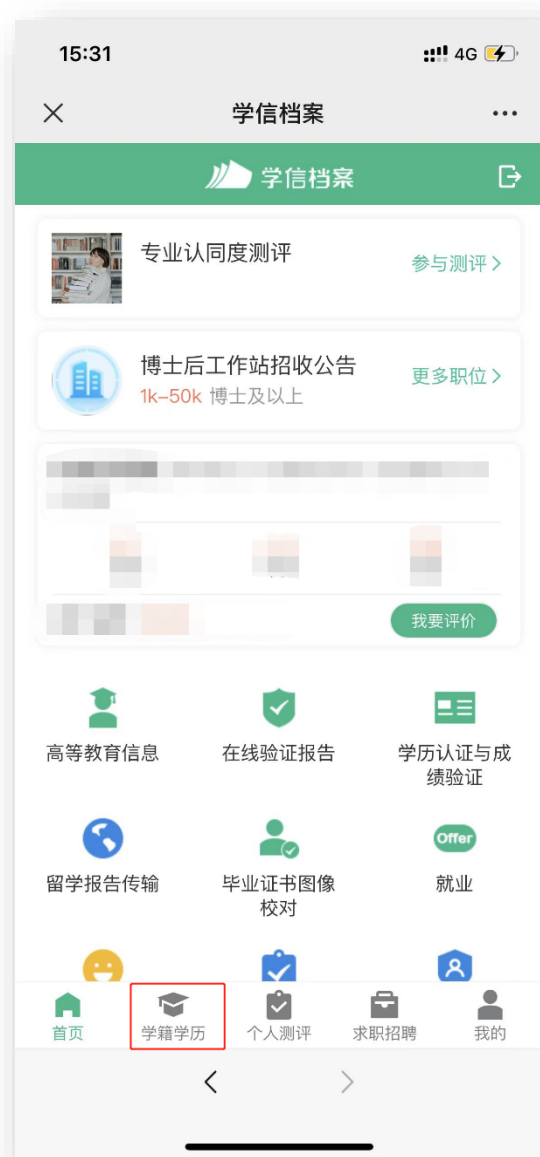 15:31
4G
学信档案
学信档案
专业认同度测评
参与测评
博士后工作站招收公告
更多职位
1k-50k 博士及以上
我要评价
高等教育信息
在线验证报告
学历认证与成
绩验证
Offer
留学报告传输
毕业证书图像
校对
就业
首页
学籍学历
个人测评
求职招聘
我的